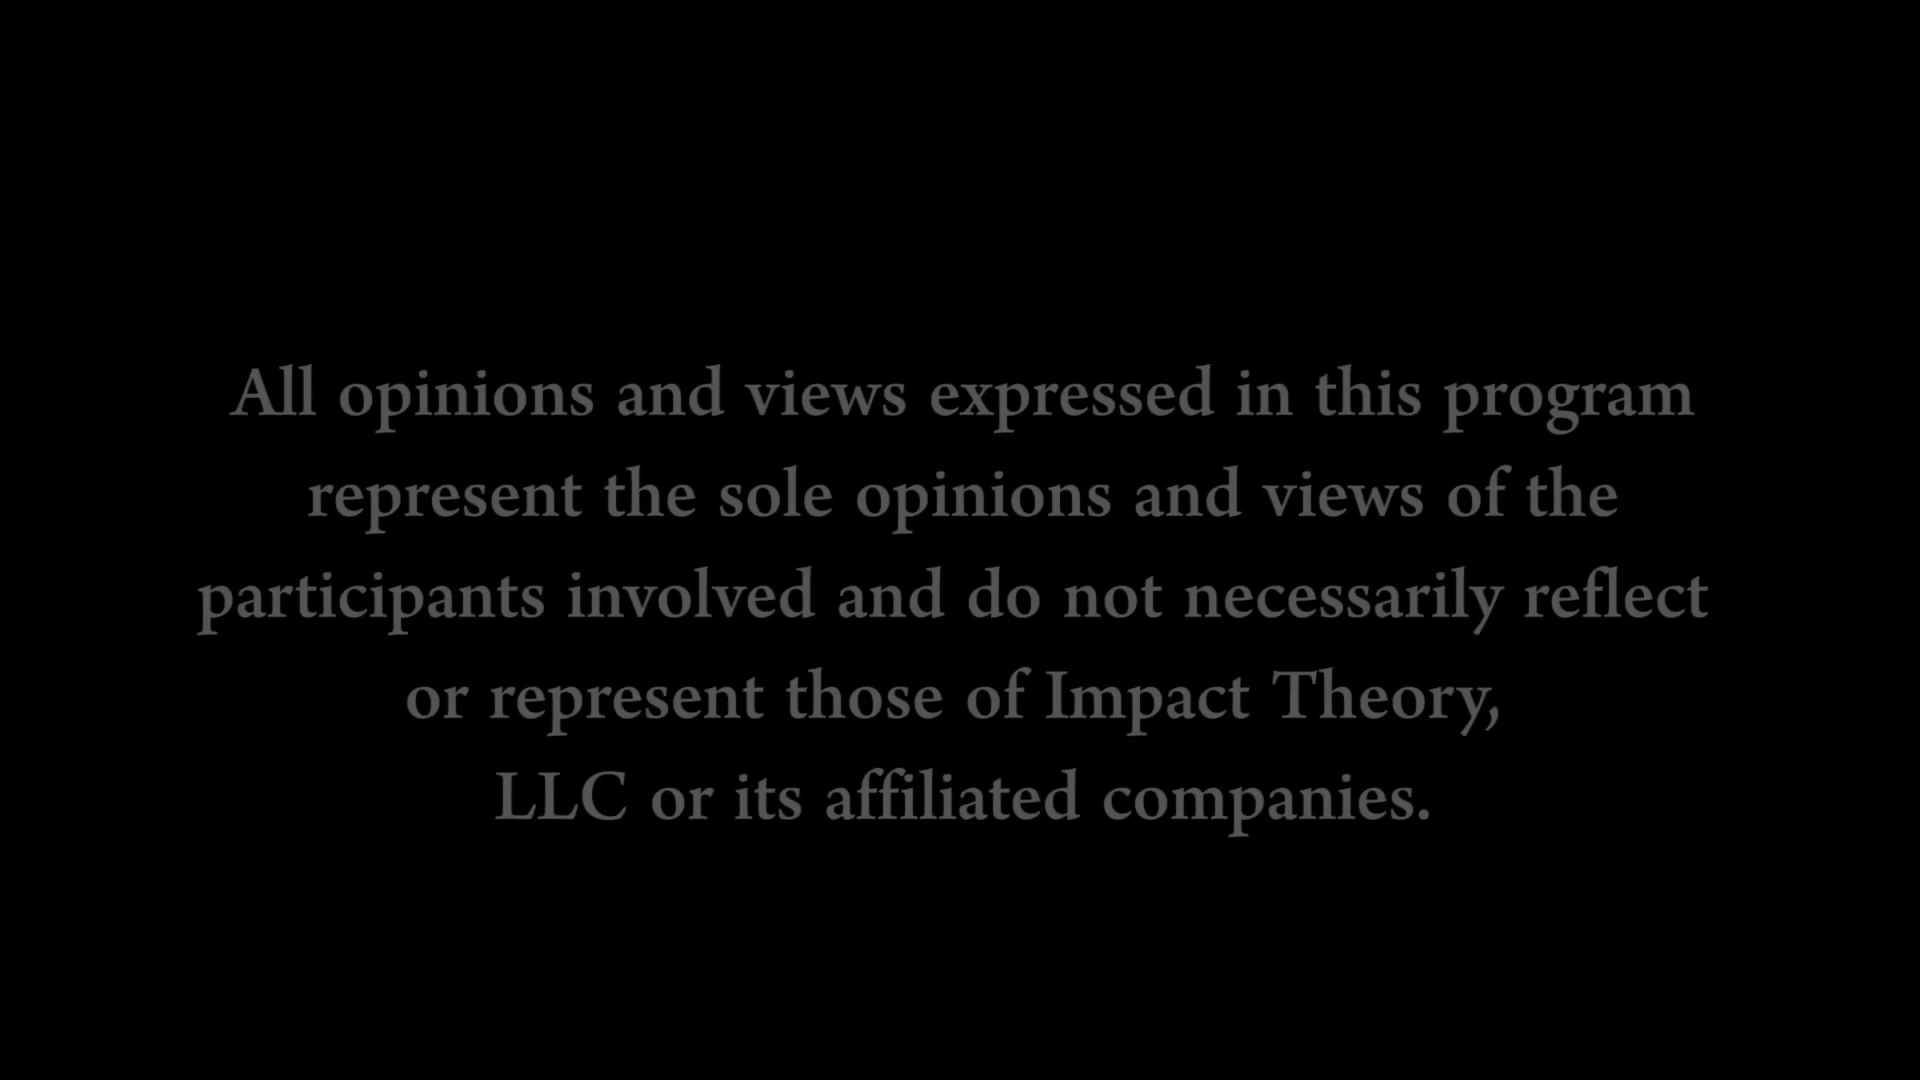 All opinions and views expressed in this program
represent the sole opinions and views of the
participants involved and do not necessarily reflect
or represent those of Impact Theory,
LLC or its affiliated companies.